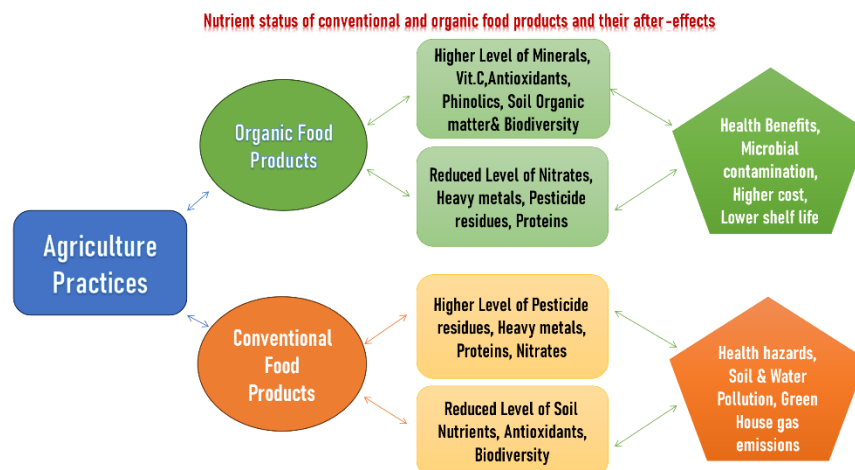 Nutrient status of conventional and organic food products and their after-effects
Agriculture
Practices
Organic Food
Products
Higher Level of Minerals,
Vit.C,Antioxidants,
Phinolics, Soil Organic
matter& Biodiversity
Reduced Level of Nitrates,
Heavy metals, Pesticide
residues, Proteins
Health Benefits,
Microbial
contamination,
Higher cost,
Lower shelf life
Conventional
Food
Products
Higher Level of Pesticide
residues, Heavy metals,
Proteins, Nitrates
Reduced Level of Soil
Nutrients, Antioxidants,
Biodiversity
Health hazards,
Soil & Water
Pollution, Green
House gas
emissions